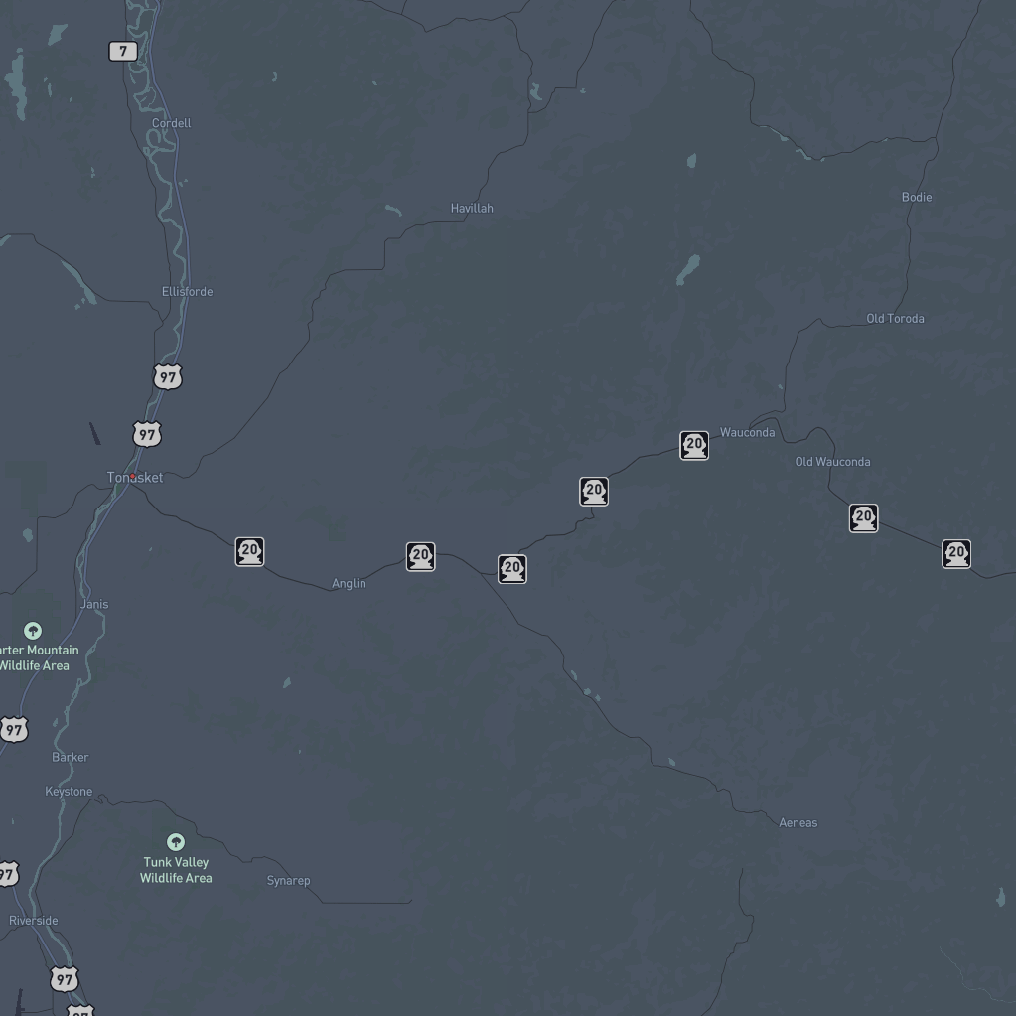 7
Cordell
Bodie
Havillah
Ellisforde
Old Toroda
97
97
20
Wauconda
Old Wauconda
Tonasket
20
20
20
20
20
20
Anglin
Janis
arter Mountain
Wildlife Area
97
Barker
Keystone
Aereas
Tunk Valley
Wildlife Area
97
Synarep
Riverside
97
97